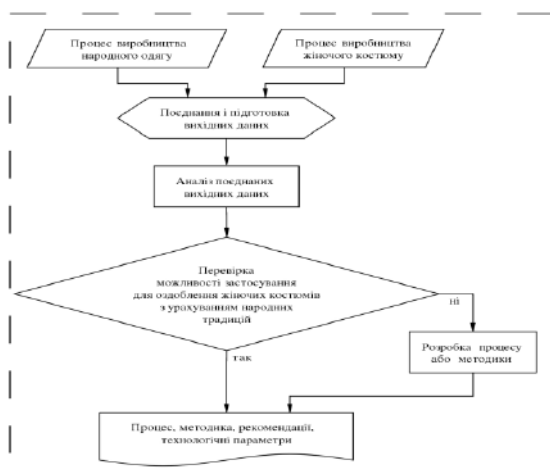 Процес виробництва
народного одягу
Процес виробництва
жіночого костюму
Поєднання і підготовка
вихідних даних
Аналіз поєднаних
вихідних даних
Перевірка
можливості застосування
для оздоблення жіночих костюмів
з урахуванням народних
традицій
ні
так
Розробка процесу
або методики
Процес, методика, рекомендації,
технологічні параметри